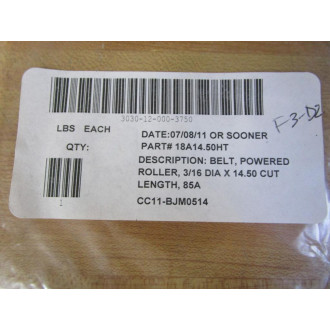 3030-12-000-3750
LBS EACH
DATE:07/08/11 OR SOONER
F-3-D2
QTY:
PART# 18A14.50HT
DESCRIPTION: BELT, POWERED
ROLLER, 3/16 DIA X 14.50 CUT
LENGTH, 85A
1
CC11-BJM0514